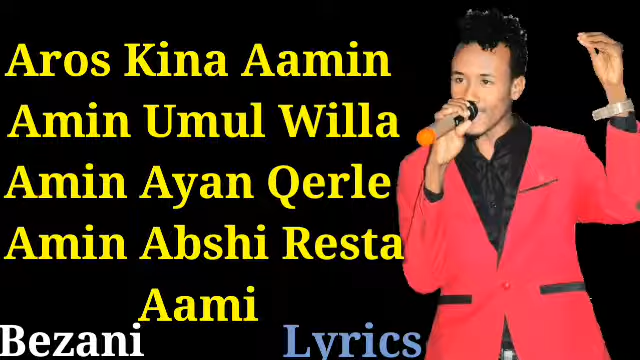 Aros Kina Aamin
Amin Umul Willa
Amin Ayan Qerle
Amin Abshi Resta
Aami
Bezani Lyrics